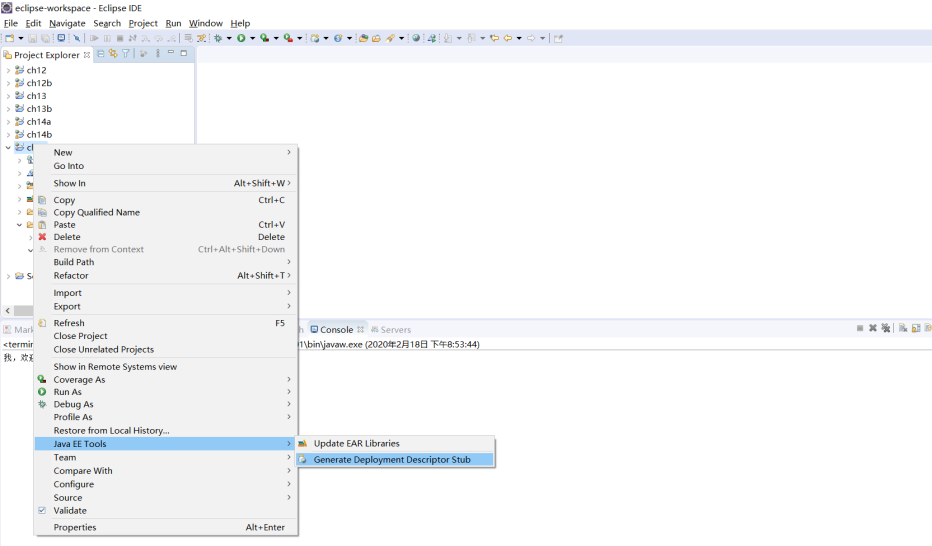 eclipse-workspace - Eclipse IDE
File Edit Navigate Search Project Run Window Help
Project Explorer
ch12
ch12b
ch13
ch13b
ch14a
ch14b
New
Go Into
Show In Alt+Shift+W
Copy Ctrl+C
Copy Qualified Name
Paste Ctrl+V
Delete Delete
Remove from Context Ctrl+Alt+Shift+Down
Build Path
Refactor Alt+Shift+T
Import
Export
Refresh F5
Close Project
Close Unrelated Projects
Show in Remote Systems view
Coverage As
Run As
Debug As
Profile As
Restore from Local History...
Java EE Tools
Team
Compare With
Configure
Source
Validate
Properties Alt+Enter
Update EAR Libraries
Generate Deployment Descriptor Stub
Mark
Console Servers
<termin 01\bin\javaw.exe (2020年2月18日 下午8:53:44)
我，欢